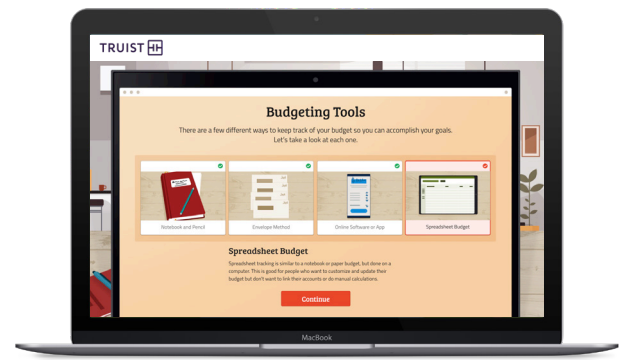 TRUIST
Budgeting Tools
There are a few different ways to keep track of your budget so you can accomplish your goals.
Let's take a look at each one.
Notebook and Pencil
Envelope Method
Online Software or App
Spreadsheet Budget
Spreadsheet Budget
Spreadsheet tracking is similar to a notebook or paper budget, but done on a
computer. This is good for people who want to customize and update their
budget but don't want to link their accounts or do manual calculations.
Continue
MacBook